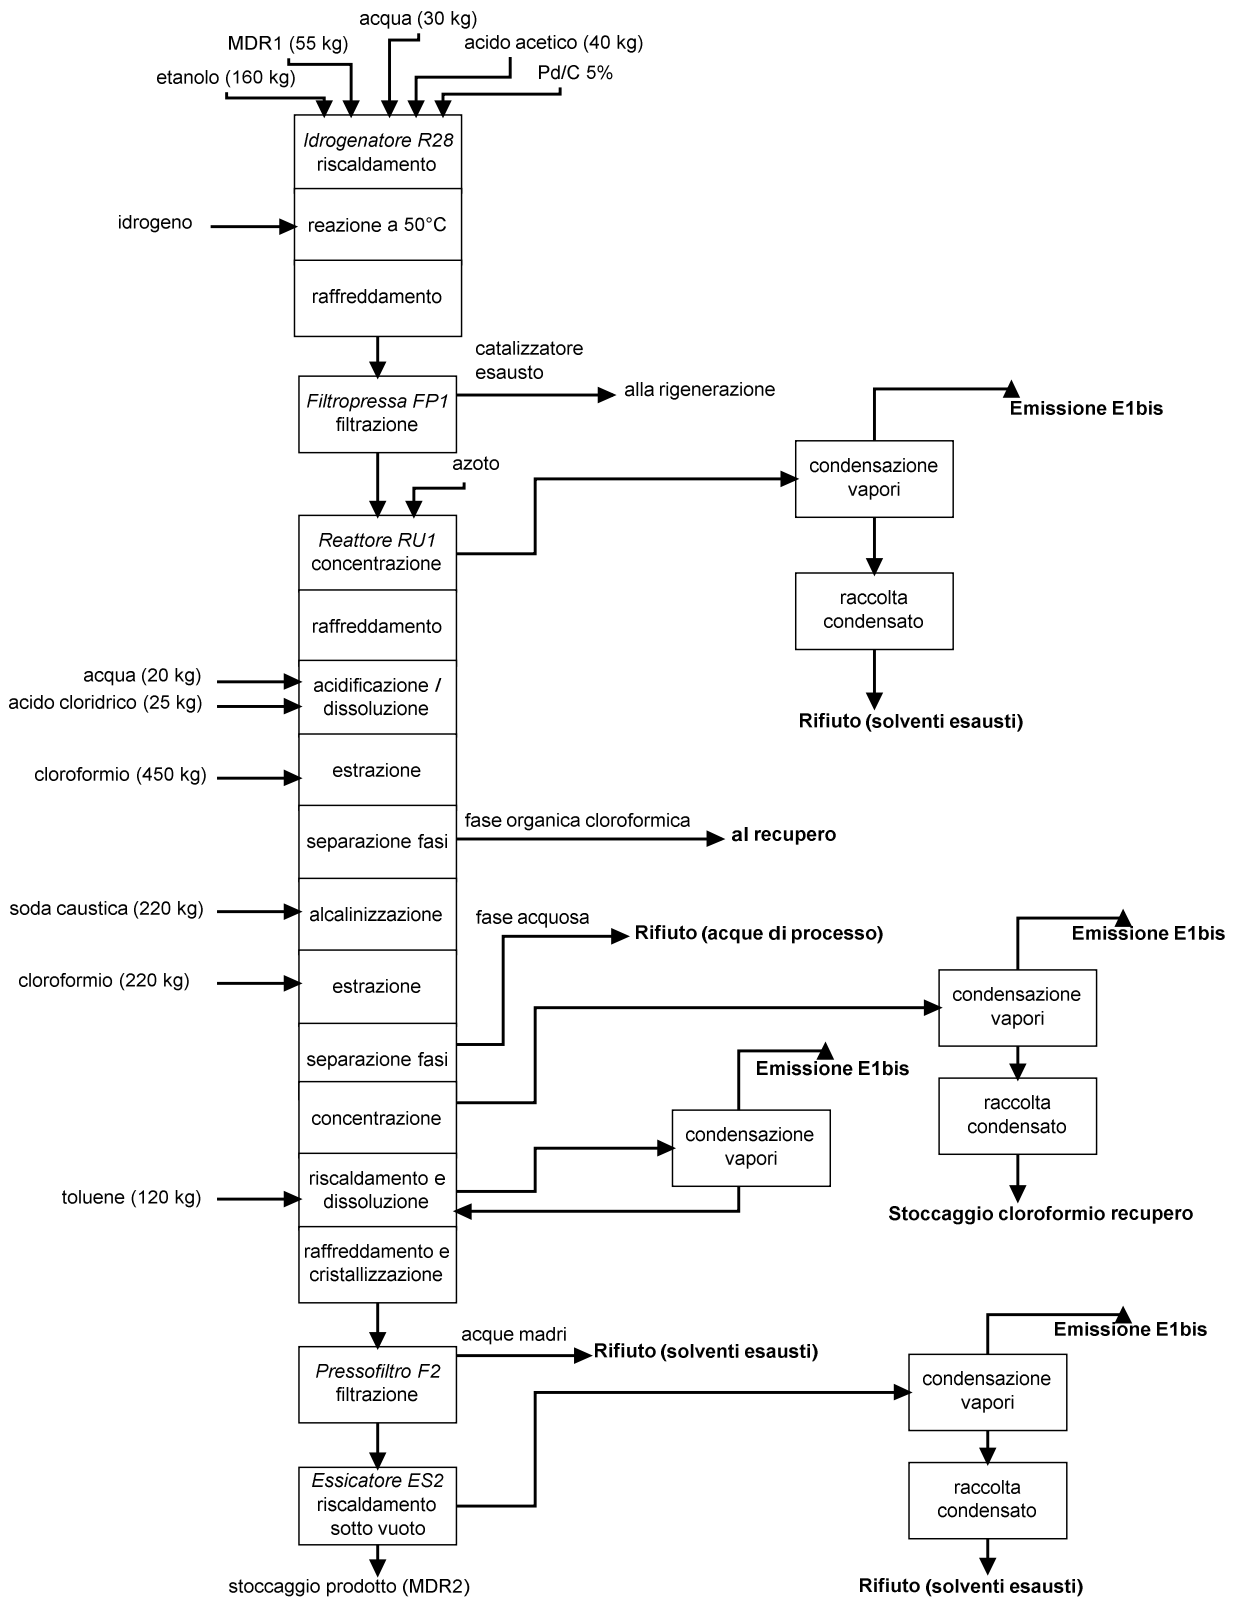 acqua (30 kg)
MDR1 (55 kg)
acido acetico (40 kg)
etanolo (160 kg)
Pd/C 5%
Idrogenatore R28
riscaldamento
idrogeno
reazione a 50°C
raffreddamento
catalizzatore
esausto
alla rigenerazione
Filtropressa FP1
filtrazione
Emissione E1bis
azoto
condensazione
vapori
Reattore RU1
concentrazione
raccolta
condensato
raffreddamento
acqua (20 kg)
acido cloridrico (25 kg)
acidificazione /
dissoluzione
Rifiuto (solventi esausti)
cloroformio (450 kg)
estrazione
fase organica cloroformica
al recupero
separazione fasi
soda caustica (220 kg)
alcalinizzazione
fase acquosa
Rifiuto (acque di processo)
Emissione E1bis
cloroformio (220 kg)
estrazione
condensazione
vapori
separazione fasi
Emissione E1bis
concentrazione
raccolta
condensato
condensazione
vapori
toluene (120 kg)
riscaldamento e
dissoluzione
Stoccaggio cloroformio recupero
raffreddamento e
cristallizzazione
acque madri
Rifiuto (solventi esausti)
Emissione E1bis
Pressofiltro F2
filtrazione
condensazione
vapori
Essicatore ES2
riscaldamento
sotto vuoto
raccolta
condensato
stoccaggio prodotto (MDR2)
Rifiuto (solventi esausti)